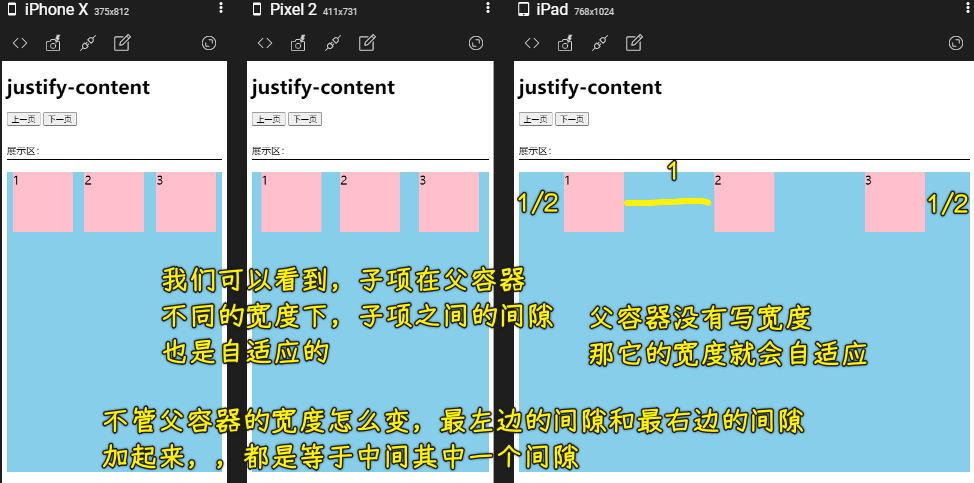 iPhone X 375x812
Pixel 2 411x731
iPad 768x1024
justify-content
justify-content
justify-content
上一页 下一页
上一页 下一页
上一页 下一页
展示区：
展示区：
展示区：
1 2 3
1 2 3
1 2 3
1/2 1 1/2
我们可以看到，子项在父容器
不同的宽度下，子项之间的间隙
也是自适应的
父容器没有写宽度
那它的宽度就会自适应
不管父容器的宽度怎么变，最左边的间隙和最右边的间隙
加起来，，都是等于中间其中一个间隙